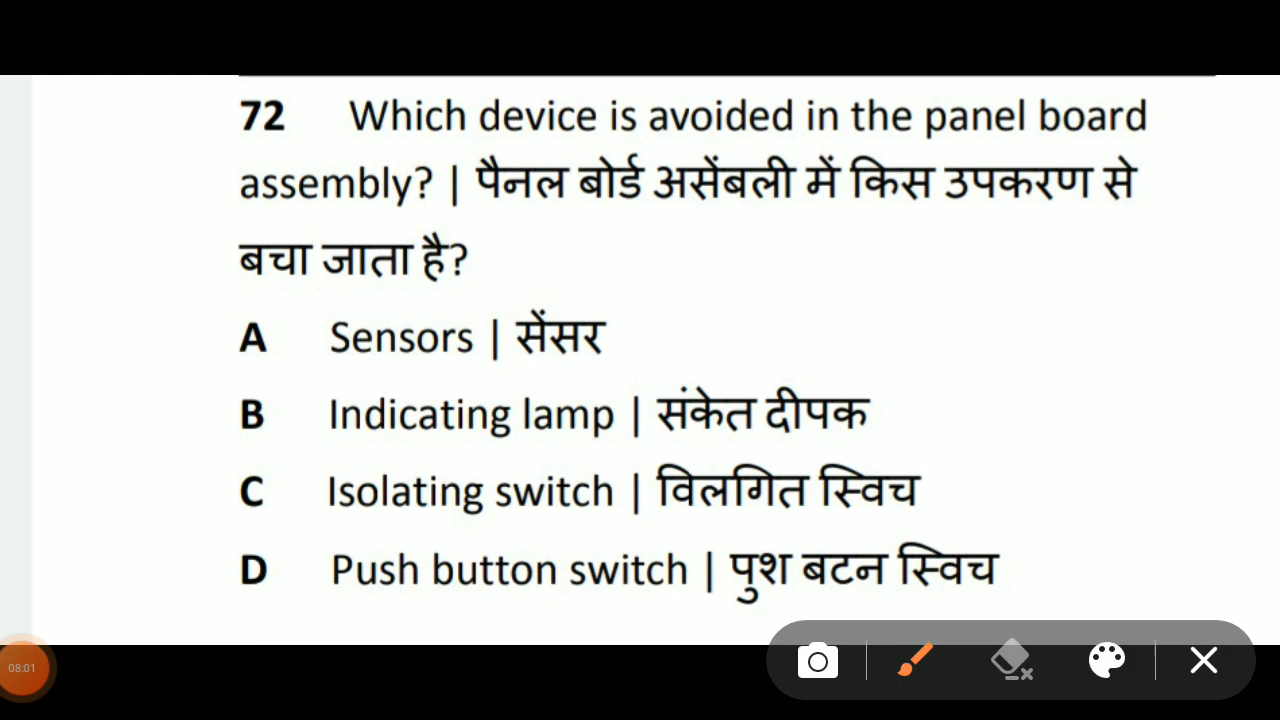 72 Which device is avoided in the panel board
assembly? | पैनल बोर्ड असेंबली में किस उपकरण से
बचा जाता है?
A Sensors | सेंसर
B Indicating lamp | संकेत दीपक
C Isolating switch | विलगित स्विच
D Push button switch | पुश बटन स्विच
08:01